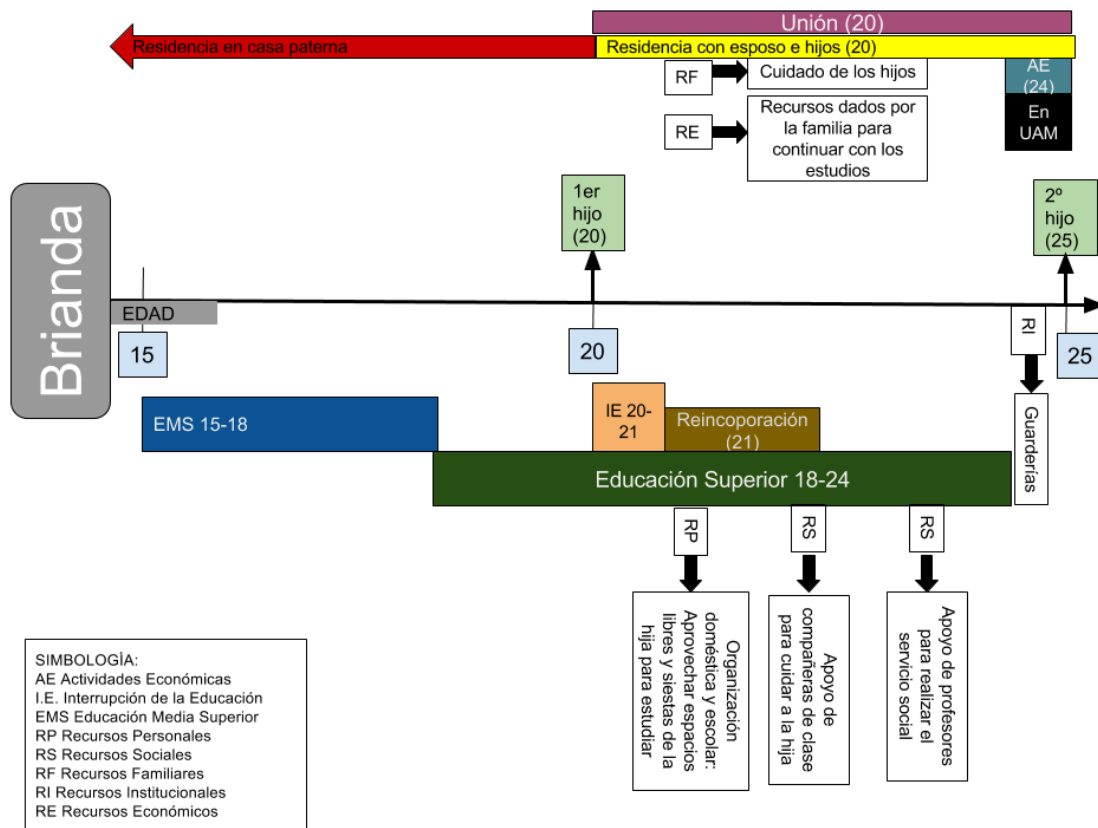 Unión (20)
Residencia en casa paterna
Residencia con esposo e hijos (20)
RF
Cuidado de los hijos
AE
(24)
RE
Recursos dados por
la familia para
continuar con los
estudios
En
UAM
Brianda
1er
hijo
(20)
2º
hijo
(25)
EDAD
15
20
25
RI
Guarderías
EMS 15-18
IE 20-
21
Reincoporación
(21)
Educación Superior 18-24
RP
RS
RS
Organización
doméstica y escolar:
Aprovechar espacios
libres y siestas de la
hija para estudiar
Apoyo de
compañeras de clase
para cuidar a la hija
Apoyo de profesores
para realizar el
servicio social
SIMBOLOGÍA:
AE Actividades Económicas
I.E. Interrupción de la Educación
EMS Educación Media Superior
RP Recursos Personales
RS Recursos Sociales
RF Recursos Familiares
RI Recursos Institucionales
RE Recursos Económicos